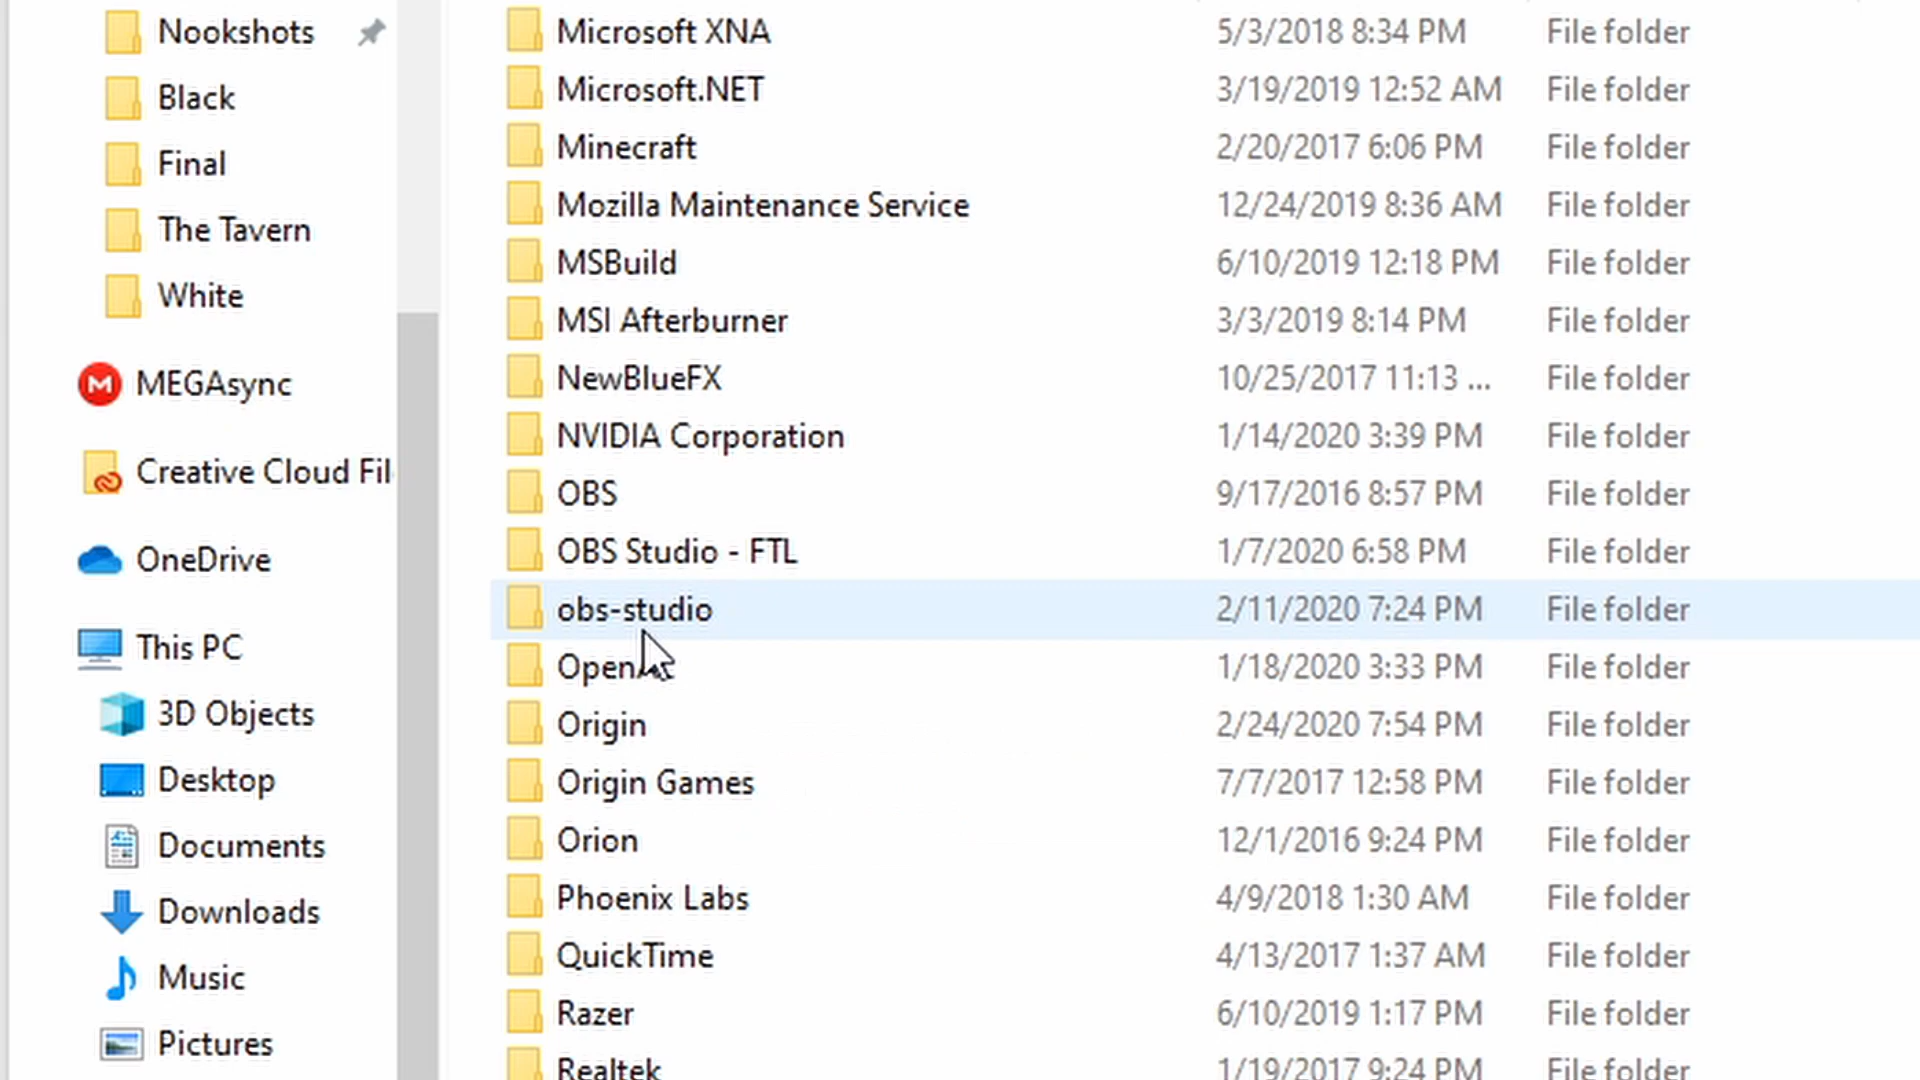 Nookshots
Black
Final
The Tavern
White
MEGAsync
Creative Cloud Fil
OneDrive
This PC
3D Objects
Desktop
Documents
Downloads
Music
Pictures
Microsoft XNA 5/3/2018 8:34 PM File folder
Microsoft.NET 3/19/2019 12:52 AM File folder
Minecraft 2/20/2017 6:06 PM File folder
Mozilla Maintenance Service 12/24/2019 8:36 AM File folder
MSBuild 6/10/2019 12:18 PM File folder
MSI Afterburner 3/3/2019 8:14 PM File folder
NewBlueFX 10/25/2017 11:13 ... File folder
NVIDIA Corporation 1/14/2020 3:39 PM File folder
OBS 9/17/2016 8:57 PM File folder
OBS Studio - FTL 1/7/2020 6:58 PM File folder
obs-studio 2/11/2020 7:24 PM File folder
1/18/2020 3:33 PM File folder
Origin 2/24/2020 7:54 PM File folder
Origin Games 7/7/2017 12:58 PM File folder
Orion 12/1/2016 9:24 PM File folder
Phoenix Labs 4/9/2018 1:30 AM File folder
QuickTime 4/13/2017 1:37 AM File folder
Razer 6/10/2019 1:17 PM File folder
Realtek 1/19/2017 9:24 PM File folder